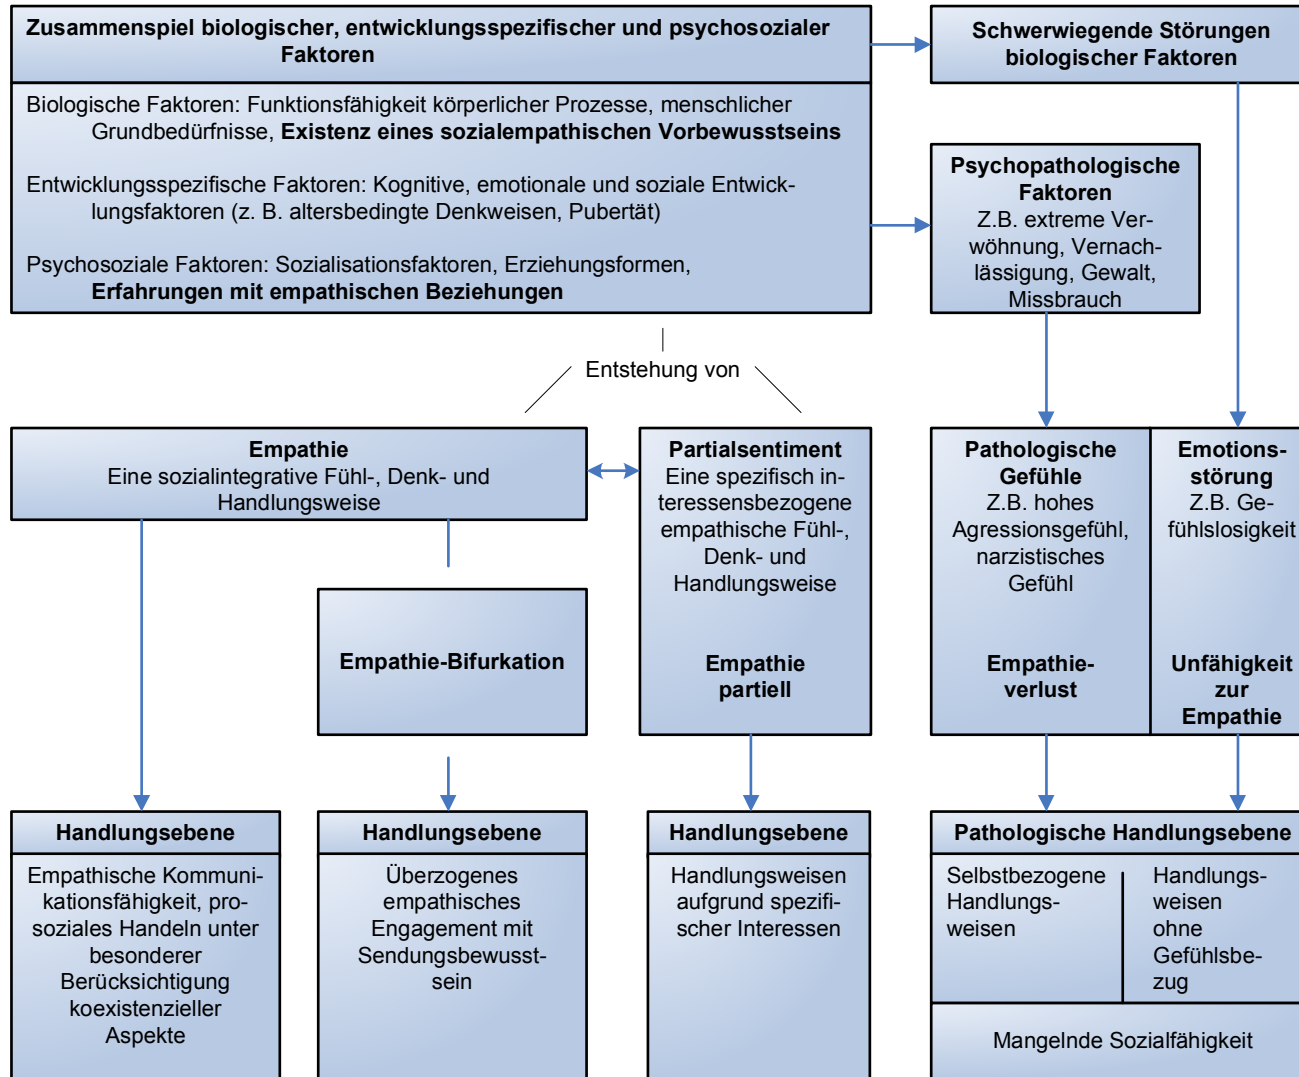 Zusammenspiel biologischer, entwicklungsspezifischer und psychosozialer
Faktoren
Biologische Faktoren: Funktionsfähigkeit körperlicher Prozesse, menschlicher
Grundbedürfnisse, Existenz eines sozialempathischen Vorbewusstseins
Entwicklungsspezifische Faktoren: Kognitive, emotionale und soziale Entwick-
lungsfaktoren (z. B. altersbedingte Denkweisen, Pubertät)
Psychosoziale Faktoren: Sozialisationsfaktoren, Erziehungsformen,
Erfahrungen mit empathischen Beziehungen
Schwerwiegende Störungen
biologischer Faktoren
Psychopathologische
Faktoren
Z.B. extreme Ver-
wöhnung, Vernach-
lässigung, Gewalt,
Missbrauch
Entstehung von
Empathie
Eine sozialintegrative Fühl-, Denk- und
Handlungsweise
Empathie-Bifurkation
Partialsentiment
Eine spezifisch in-
teressensbezogene
empathische Fühl-,
Denk- und
Handlungsweise
Empathie
partiell
Pathologische
Gefühle
Z.B. hohes
Agressionsgefühl,
narzistisches
Gefühl
Empathie-
verlust
Emotions-
störung
Z.B. Ge-
fühlslosigkeit
Unfähigkeit
zur
Empathie
Handlungsebene
Empathische Kommuni-
kationsfähigkeit, pro-
soziales Handeln unter
besonderer
Berücksichtigung
koexistenzieller
Aspekte
Handlungsebene
Überzogenes
empathisches
Engagement mit
Sendungsbewusst-
sein
Handlungsebene
Handlungsweisen
aufgrund spezifi-
scher Interessen
Pathologische Handlungsebene
Selbstbezogene
Handlungs-
weisen
Handlungs-
weisen
ohne
Gefühlsbe-
zug
Mangelnde Sozialfähigkeit